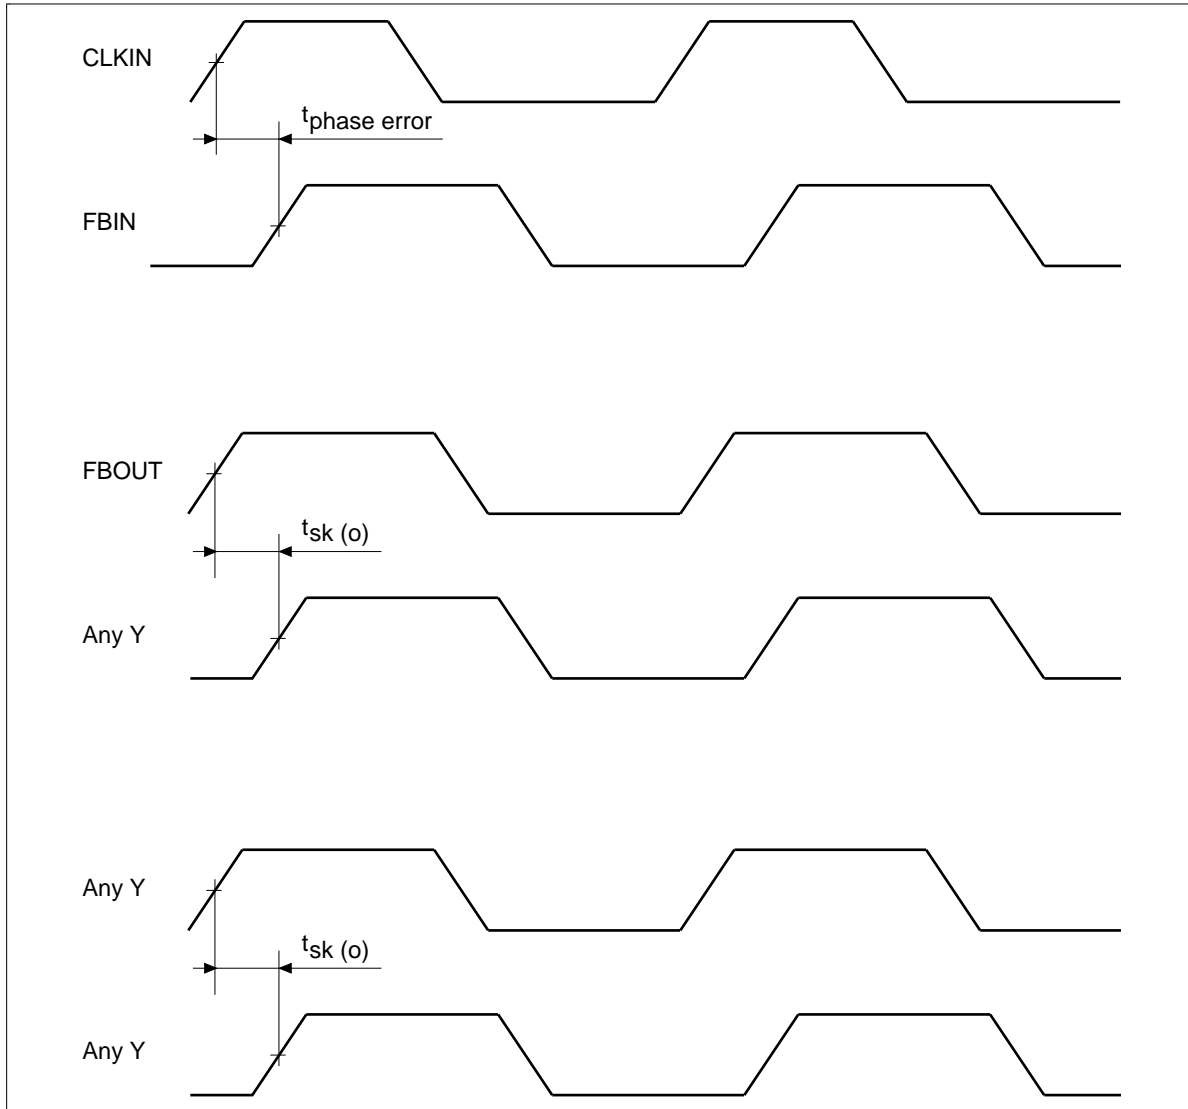 CLKIN
tphase error
FBIN
FBOUT
tsk (o)
Any Y
Any Y
tsk (o)
Any Y